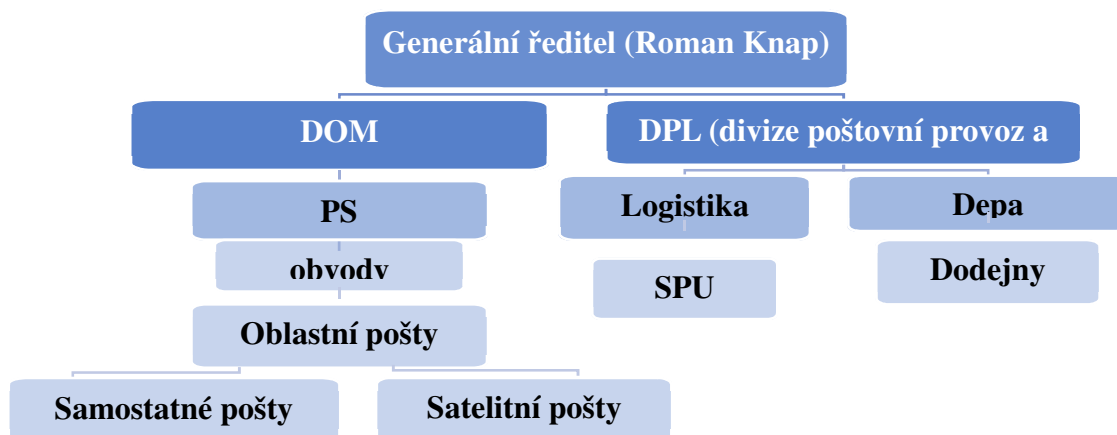 Generální ředitel (Roman Knap)
DOM
DPL (divize poštovní provoz a
PS
Logistika
Depa
obvody
SPU
Dodejny
Oblastní pošty
Samostatné pošty
Satelitní pošty